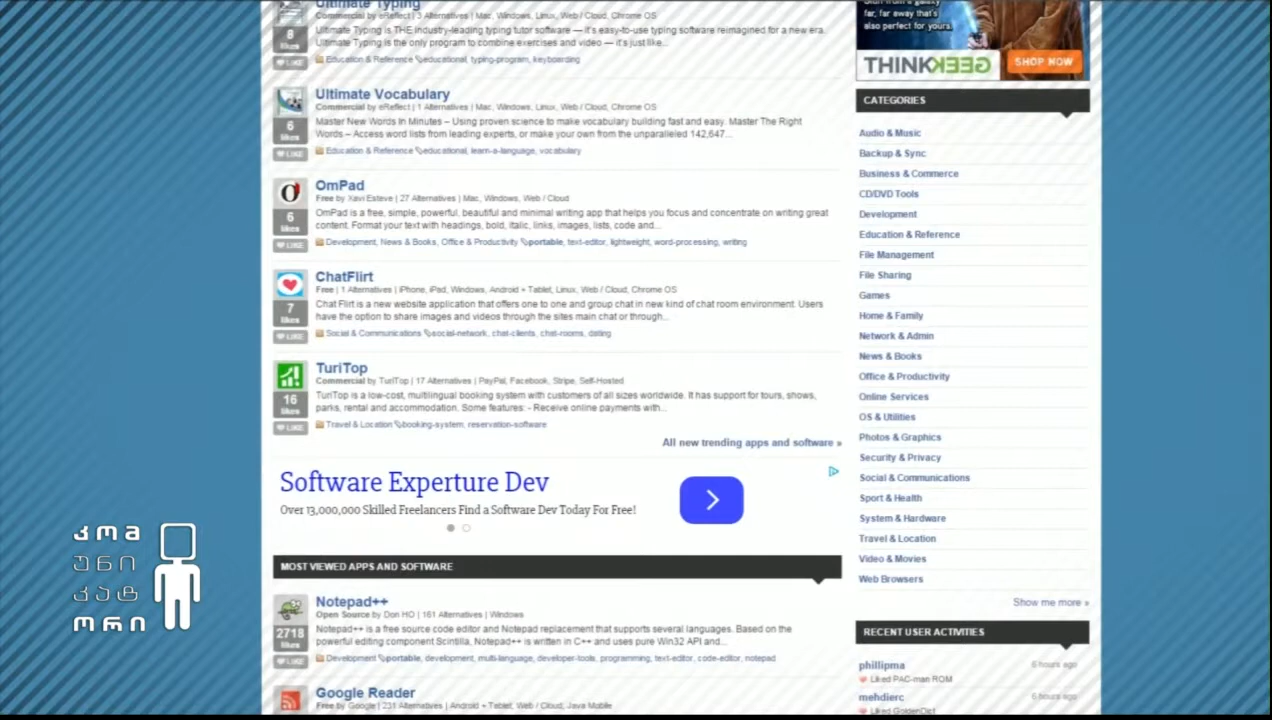 Ultimate Typing
Commercial by eReflect | 3 Alternatives | Mac, Windows, Linux, Web / Cloud, Chrome OS
Ultimate Typing is THE industry-leading typing tutor software — it's easy-to-use typing software reimagined for a new era.
Ultimate Typing is the only program to combine exercises and video — it's just like...
Education & Reference educational, typing-program, keyboarding
8
likes
LIKE
Ultimate Vocabulary
Commercial by eReflect | 1 Alternatives | Mac, Windows, Linux, Web / Cloud, Chrome OS
Master New Words In Minutes – Using proven science to make vocabulary building fast and easy. Master The Right
Words – Access word lists from leading experts, or make your own from the unparalleled 142,647...
Education & Reference educational, learn-a-language, vocabulary
6
likes
LIKE
OmPad
Free by Xavi Esteve | 27 Alternatives | Mac, Windows, Web / Cloud
OmPad is a free, simple, powerful, beautiful and minimal writing app that helps you focus and concentrate on writing great
content. Format your text with headings, bold, italic, links, images, lists, code and...
Development, News & Books, Office & Productivity portable, text-editor, lightweight, word-processing, writing
6
likes
LIKE
ChatFlirt
Free | 1 Alternatives | iPhone, iPad, Windows, Android + Tablet, Linux, Web / Cloud, Chrome OS
Chat Flirt is a new website application that offers one to one and group chat in new kind of chat room environment. Users
have the option to share images and videos through the sites main chat or through...
Social & Communications social-network, chat-clients, chat-rooms, dating
7
likes
LIKE
TuriTop
Commercial by TuriTop | 17 Alternatives | PayPal, Facebook, Stripe, Self-Hosted
TuriTop is a low-cost, multilingual booking system with customers of all sizes worldwide. It has support for tours, shows,
parks, rental and accommodation. Some features: - Receive online payments with...
Travel & Location booking-system, reservation-software
16
likes
LIKE
All new trending apps and software »
Software Experture Dev
Over 13,000,000 Skilled Freelancers Find a Software Dev Today For Free!
MOST VIEWED APPS AND SOFTWARE
Notepad++
Open Source by Don HO | 161 Alternatives | Windows
Notepad++ is a free source code editor and Notepad replacement that supports several languages. Based on the
powerful editing component Scintilla, Notepad++ is written in C++ and uses pure Win32 API and...
Development portable, development, multi-language, developer-tools, programming, text-editor, code-editor, notepad
2718
likes
LIKE
Google Reader
Free by Google | 231 Alternatives | Android + Tablet, Web / Cloud, Java Mobile
far, far away that's
also perfect for yours.
THINKGEEK
SHOP NOW
CATEGORIES
Audio & Music
Backup & Sync
Business & Commerce
CD/DVD Tools
Development
Education & Reference
File Management
File Sharing
Games
Home & Family
Network & Admin
News & Books
Office & Productivity
Online Services
OS & Utilities
Photos & Graphics
Security & Privacy
Social & Communications
Sport & Health
System & Hardware
Travel & Location
Video & Movies
Web Browsers
Show me more »
RECENT USER ACTIVITIES
phillipma 6 hours ago
Liked PAC-man ROM
mehdierc 6 hours ago
Liked GoldenDict
კომ
უნი
კატ
ორი